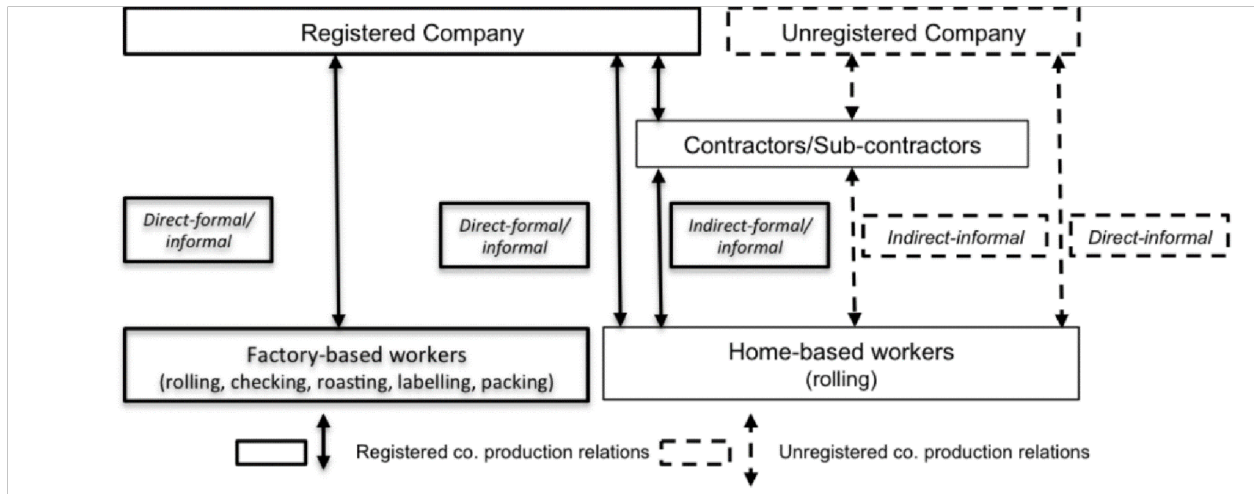 Registered Company
Unregistered Company
Contractors/Sub-contractors
Direct-formal/
informal
Direct-formal/
informal
Indirect-formal/
informal
Indirect-informal
Direct-informal
Factory-based workers
(rolling, checking, roasting, labelling, packing)
Home-based workers
(rolling)
Registered co. production relations
Unregistered co. production relations